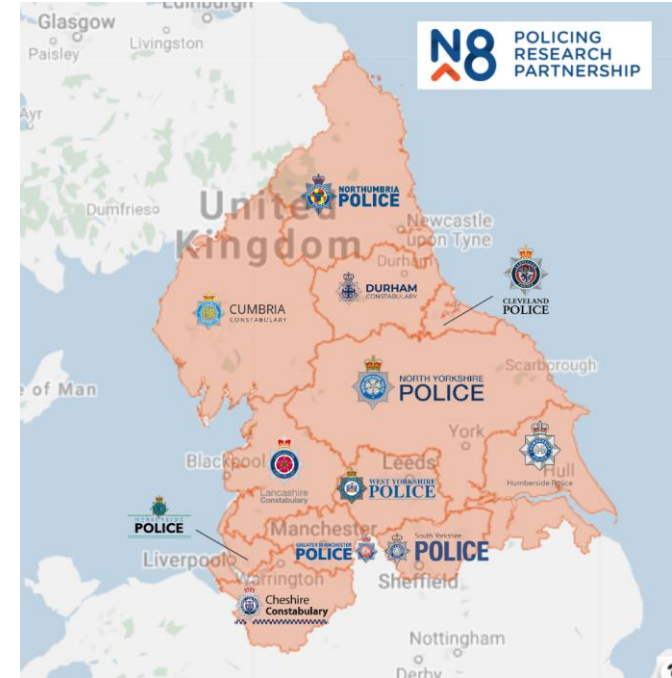 Edinburgh
Glasgow
Paisley
Livingston
N8 POLICING
RESEARCH
PARTNERSHIP
Ayr
Dumfries
United
Kingdom
NORTHUMBRIA
POLICE
Newcastle
upon Tyne
Durham
DURHAM
CONSTABULARY
CLEVELAND
POLICE
CUMBRIA
CONSTABULARY
Scarborough
e of Man
NORTH YORKSHIRE
POLICE
York
Blackpool
Leeds
Hull
Humberside Police
Lancashire
Constabulary
WEST YORKSHIRE
POLICE
MERSEYSIDE
POLICE
Manchester
GREATER MANCHESTER
POLICE
South Yorkshire
POLICE
Liverpool
Warrington
Sheffield
Cheshire
Constabulary
Nottingham
Derby